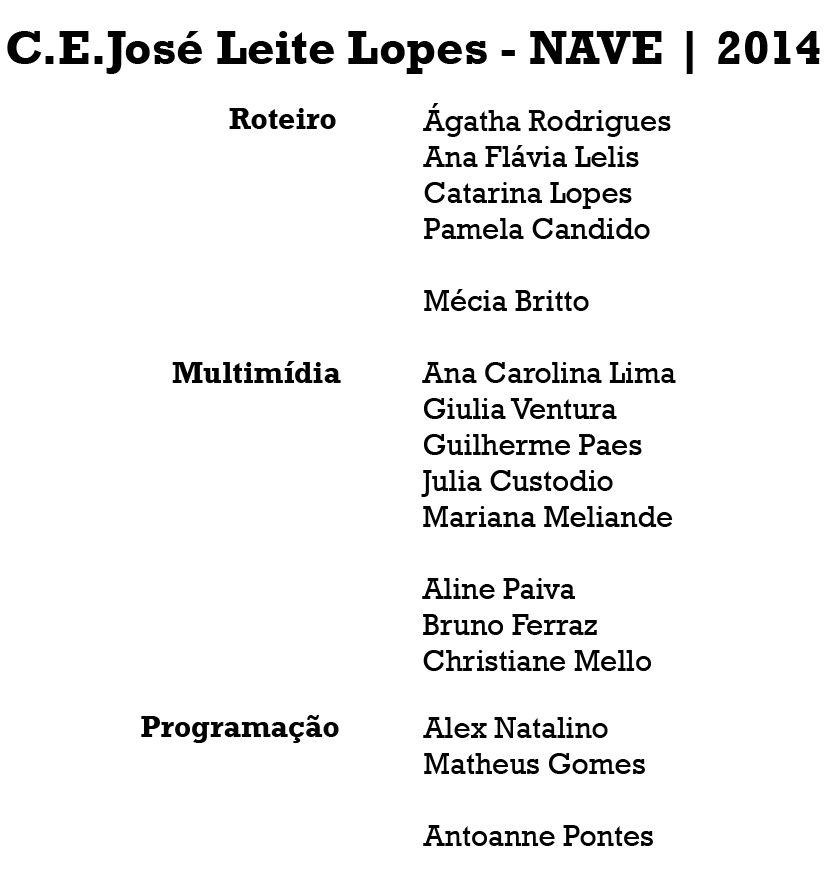 C.E.José Leite Lopes - NAVE | 2014
Roteiro Ágatha Rodrigues
Ana Flávia Lelis
Catarina Lopes
Pamela Candido
Mécia Britto
Multimídia Ana Carolina Lima
Giulia Ventura
Guilherme Paes
Julia Custodio
Mariana Meliande
Aline Paiva
Bruno Ferraz
Christiane Mello
Programação Alex Natalino
Matheus Gomes
Antoanne Pontes